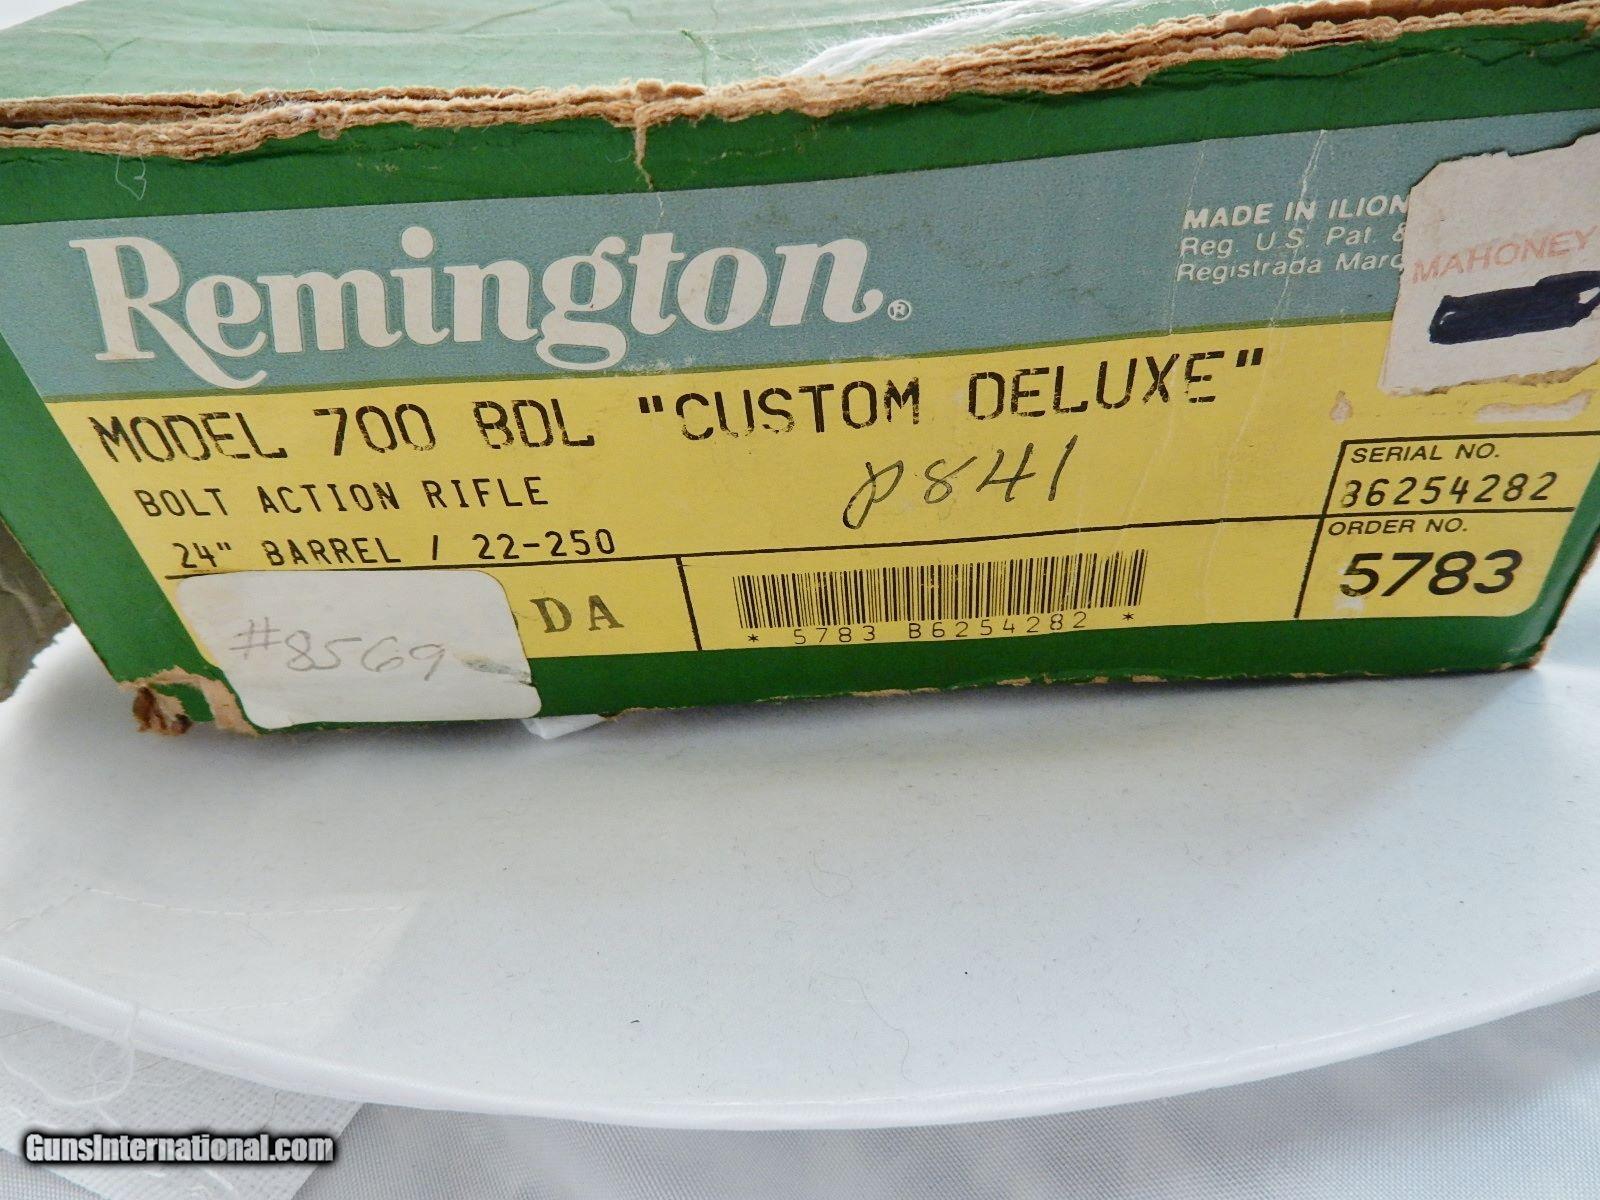 Remington®
MADE IN ILION
Reg. U.S. Pat. &
Registrada Marc
MAHONEY
MODEL 700 BDL "CUSTOM DELUXE"
BOLT ACTION RIFLE
24" BARREL / 22-250
P841
SERIAL NO.
B6254282
ORDER NO.
5783
#8569
DA
* 5783 B6254282 *
GunsInternational.com